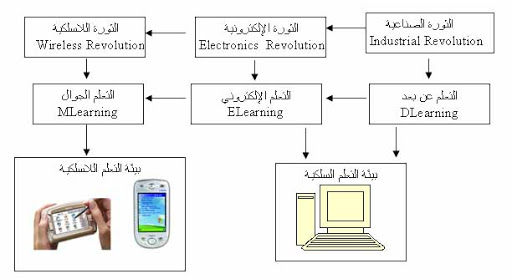 الثورة الصناعية
Industrial Revolution
الثورة الإلكترونية
Electronics Revolution
الثورة اللاسلكية
Wireless Revolution
التعلم عن بعد
DLearning
التعلم الإلكتروني
ELearning
التعلم الجوال
MLearning
بيئة التعلم السلكية
بيئة التعلم اللاسلكية